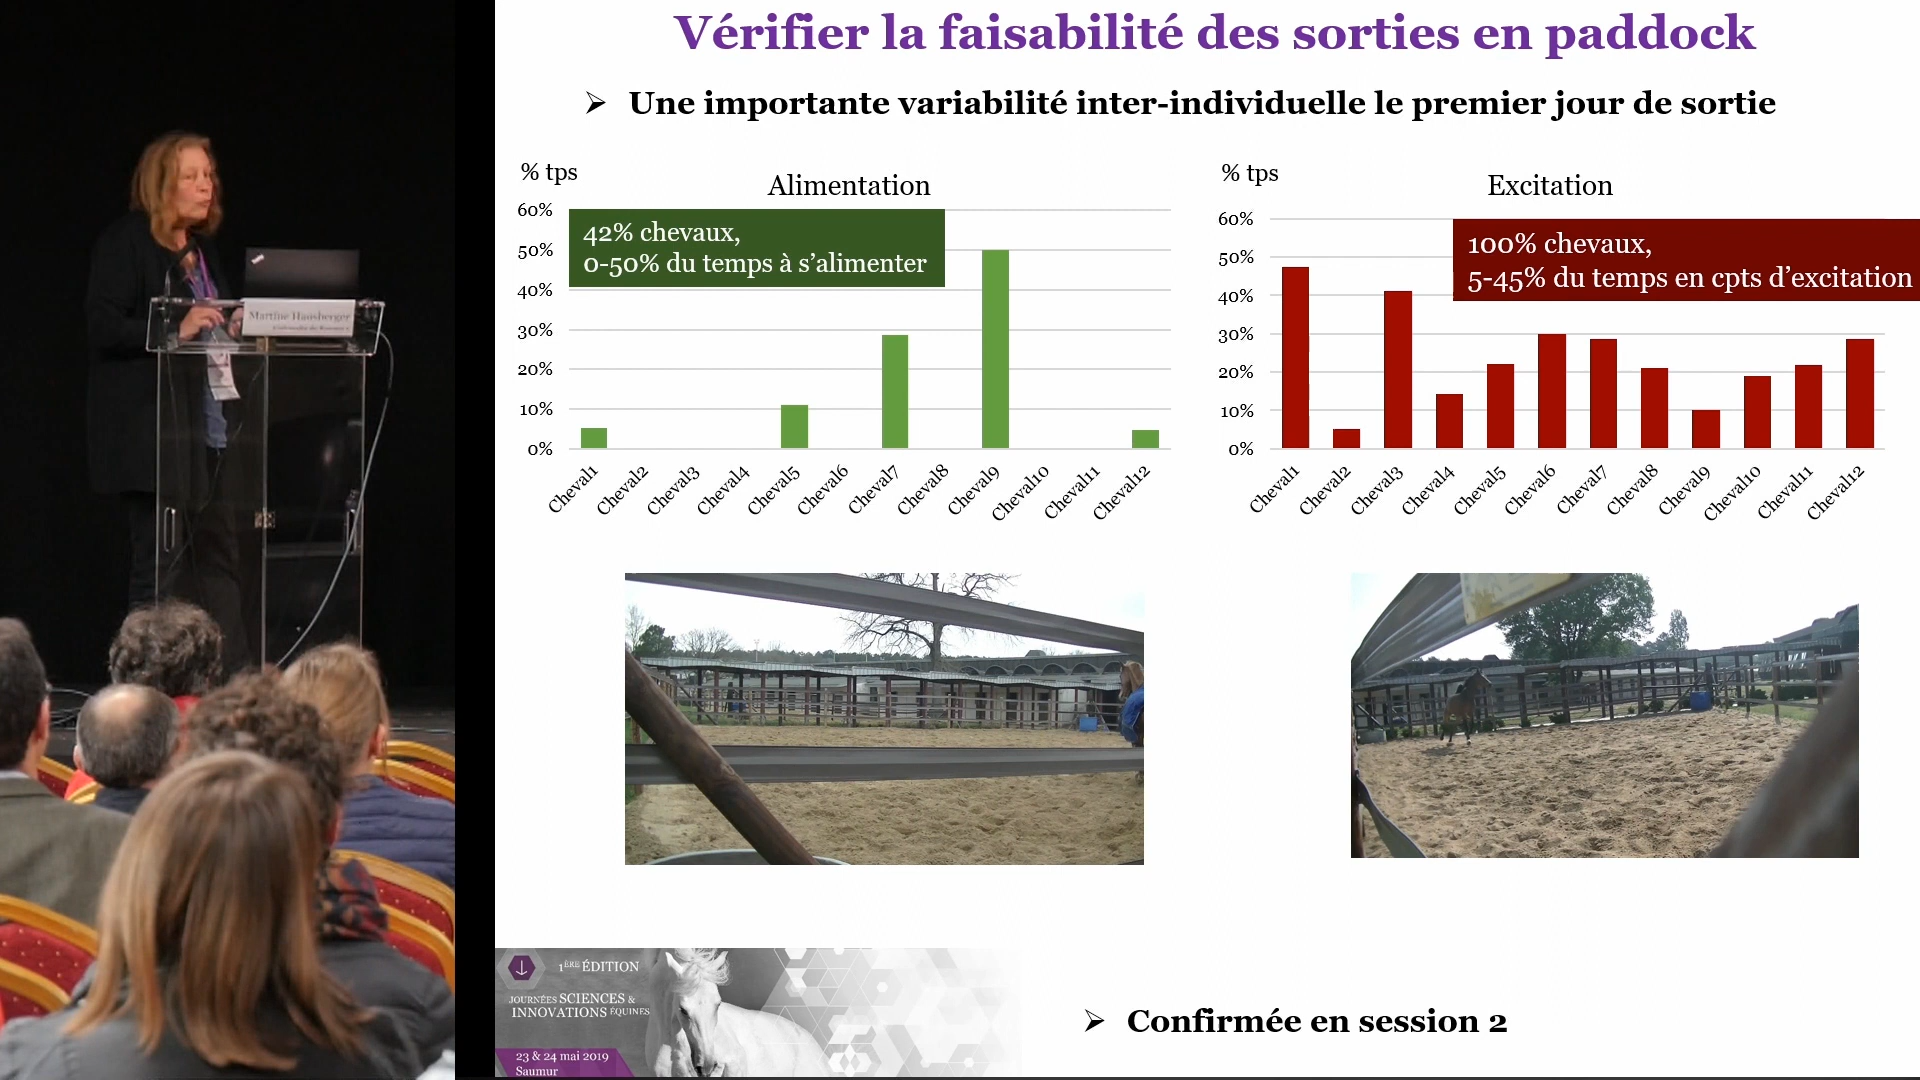 Vérifier la faisabilité des sorties en paddock
➢ Une importante variabilité inter-individuelle le premier jour de sortie
% tps
Alimentation
60%
50%
40%
30%
20%
10%
0%
42% chevaux,
0-50% du temps à s'alimenter
Cheval1
Cheval2
Cheval3
Cheval4
Cheval5
Cheval6
Cheval7
Cheval8
Cheval9
Cheval10
Cheval11
Cheval12
% tps
Excitation
60%
50%
40%
30%
20%
10%
0%
100% chevaux,
5-45% du temps en cpts d'excitation
Cheval1
Cheval2
Cheval3
Cheval4
Cheval5
Cheval6
Cheval7
Cheval8
Cheval9
Cheval10
Cheval11
Cheval12
Martine Hausberger
1ÈRE ÉDITION
JOURNÉES SCIENCES &
INNOVATIONS ÉQUINES
23 & 24 mai 2019
Saumur
➢ Confirmée en session 2